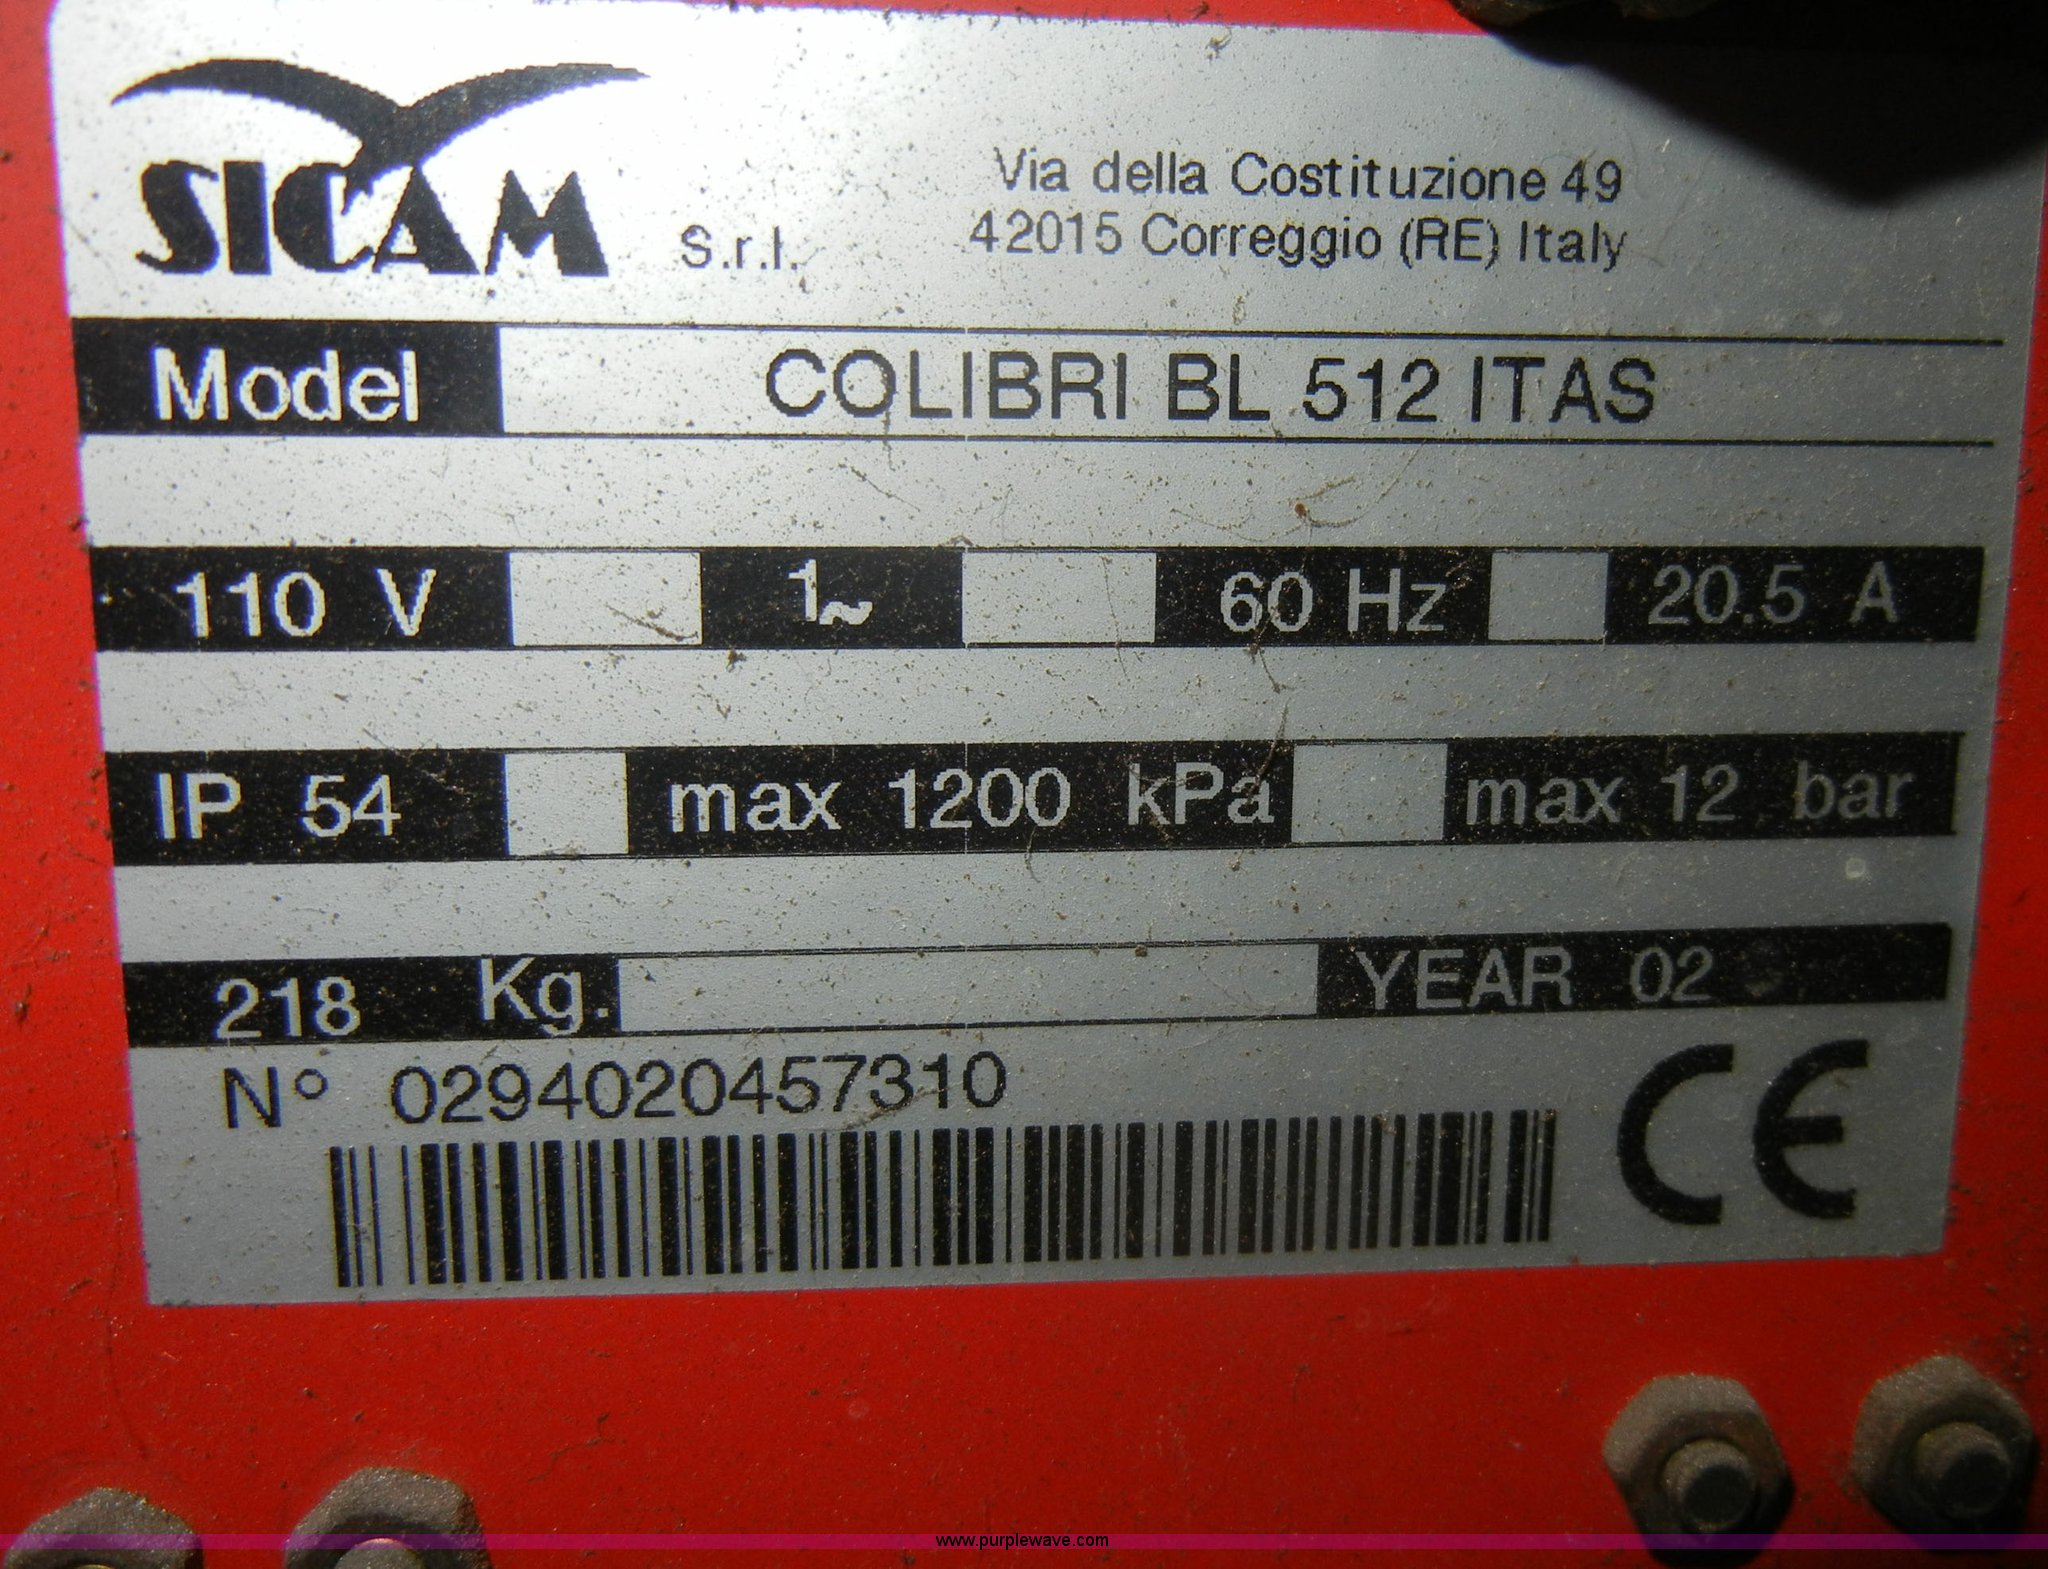 SICAM S.r.l.
Via della Costituzione 49
42015 Correggio (RE) Italy
Model COLIBRI BL 512 ITAS
110 V 1~ 60 Hz 20.5 A
IP 54 max 1200 kPa max 12 bar
218 Kg. YEAR 02
N° 0294020457310
CE
www.purplewave.com